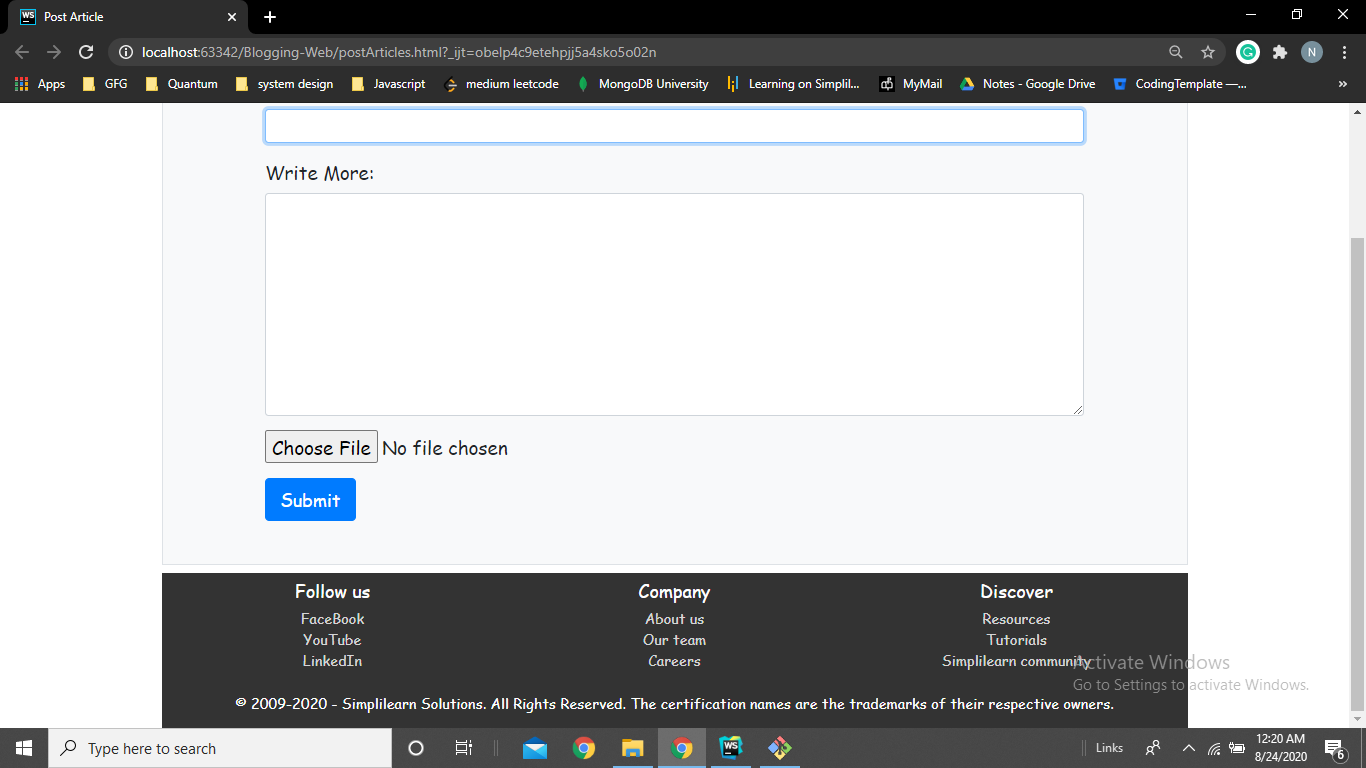 WS Post Article
localhost:63342/Blogging-Web/postArticles.html?_ijt=obelp4c9etehpjj5a4sko5o02n
N
Apps GFG Quantum system design Javascript medium leetcode MongoDB University Learning on Simplil... MyMail Notes - Google Drive CodingTemplate —... »
Write More:
Choose File No file chosen
Submit
Follow us Company Discover
FaceBook About us Resources
YouTube Our team Tutorials
LinkedIn Careers Simplilearn community
Activate Windows
Go to Settings to activate Windows.
© 2009-2020 - Simplilearn Solutions. All Rights Reserved. The certification names are the trademarks of their respective owners.
Type here to search WS Links 12:20 AM
8/24/2020 6